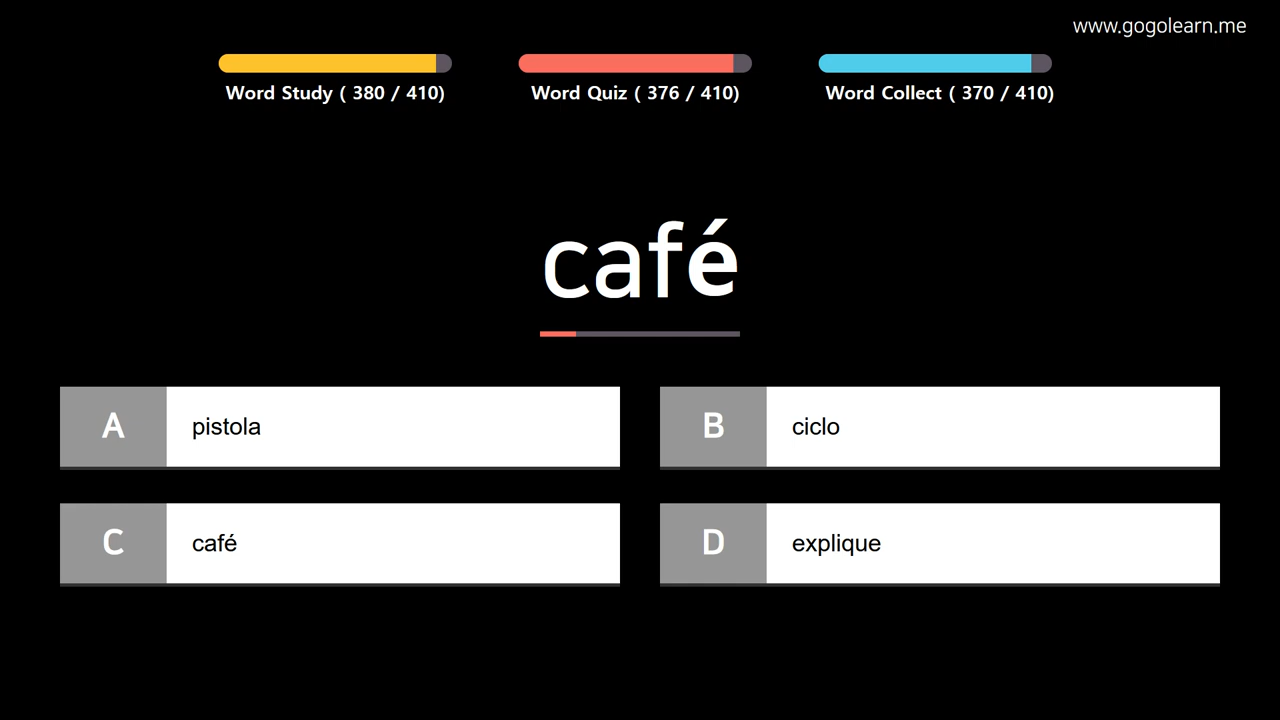 www.gogolearn.me
Word Study ( 380 / 410)
Word Quiz ( 376 / 410)
Word Collect ( 370 / 410)
café
A pistola
B ciclo
C café
D explique